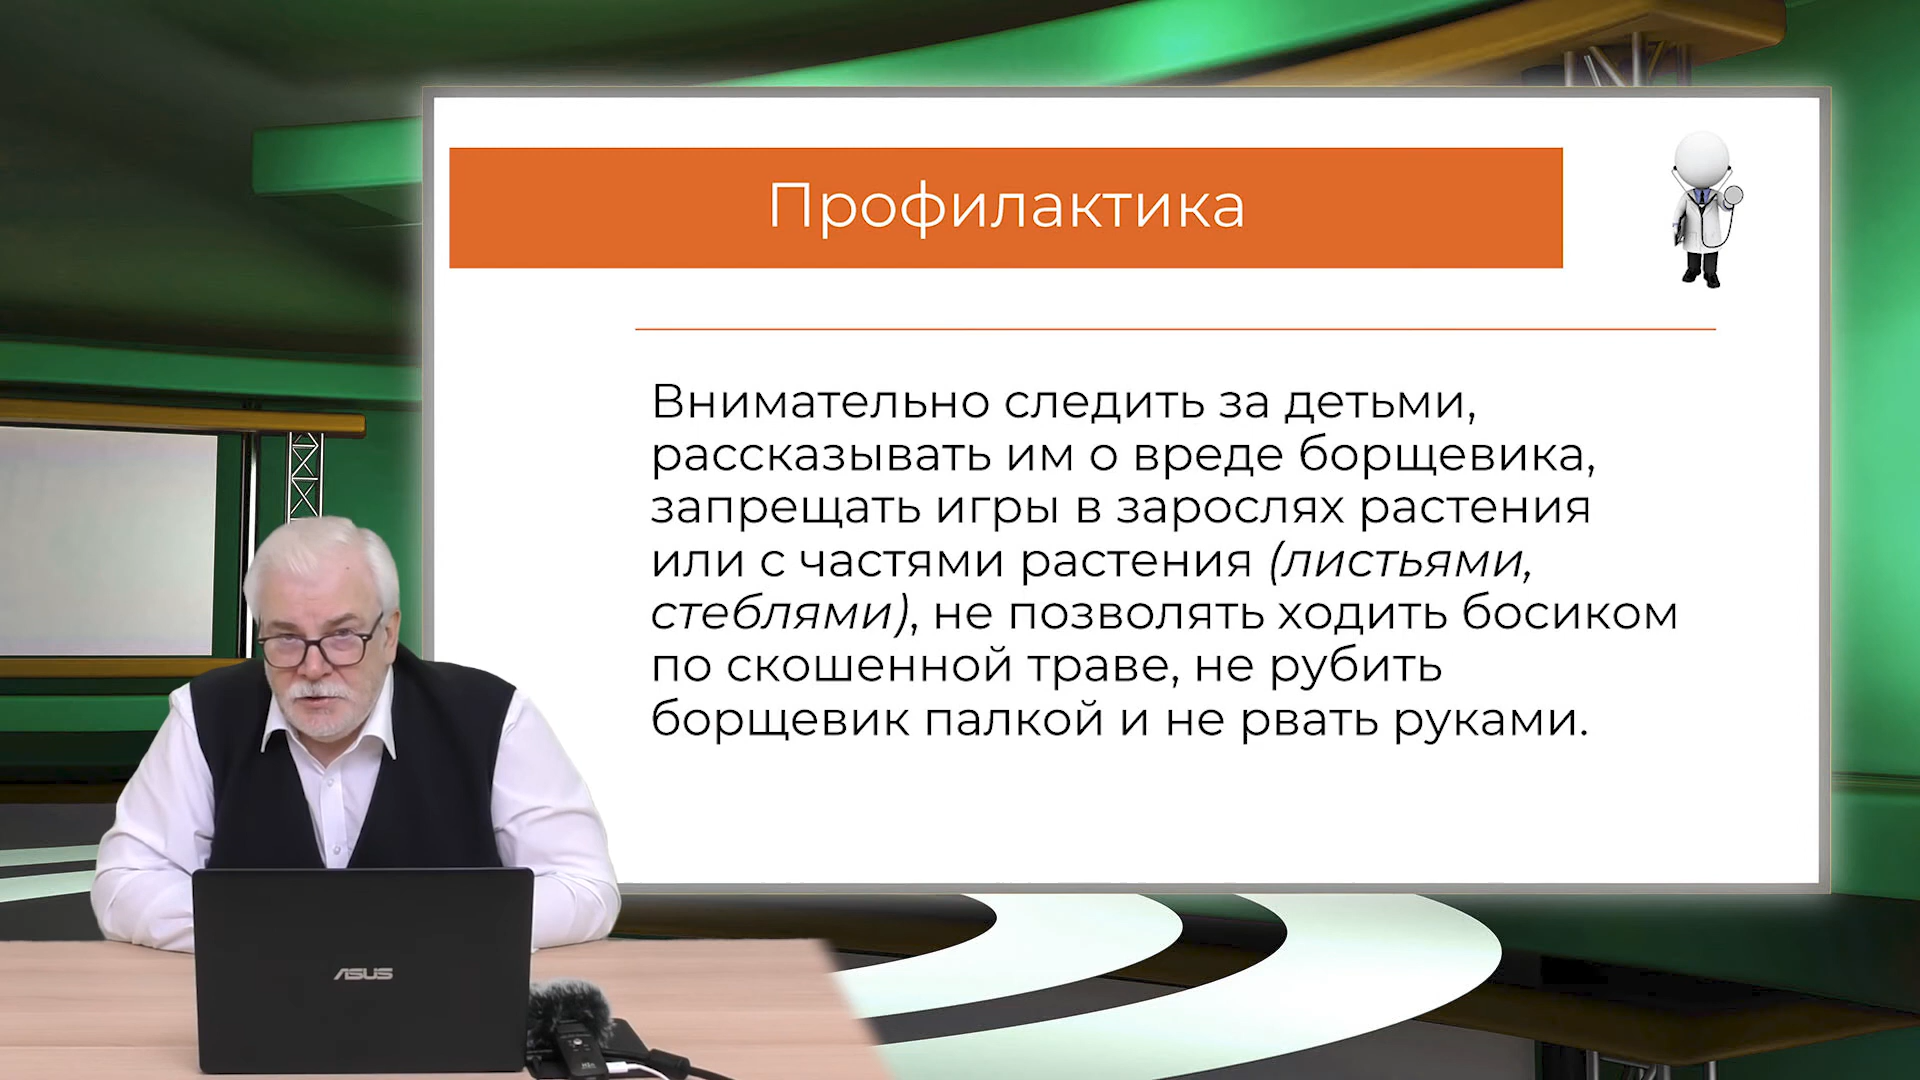 Профилактика
Внимательно следить за детьми,
рассказывать им о вреде борщевика,
запрещать игры в зарослях растения
или с частями растения (листьями,
стеблями), не позволять ходить босиком
по скошенной траве, не рубить
борщевик палкой и не рвать руками.
ASUS